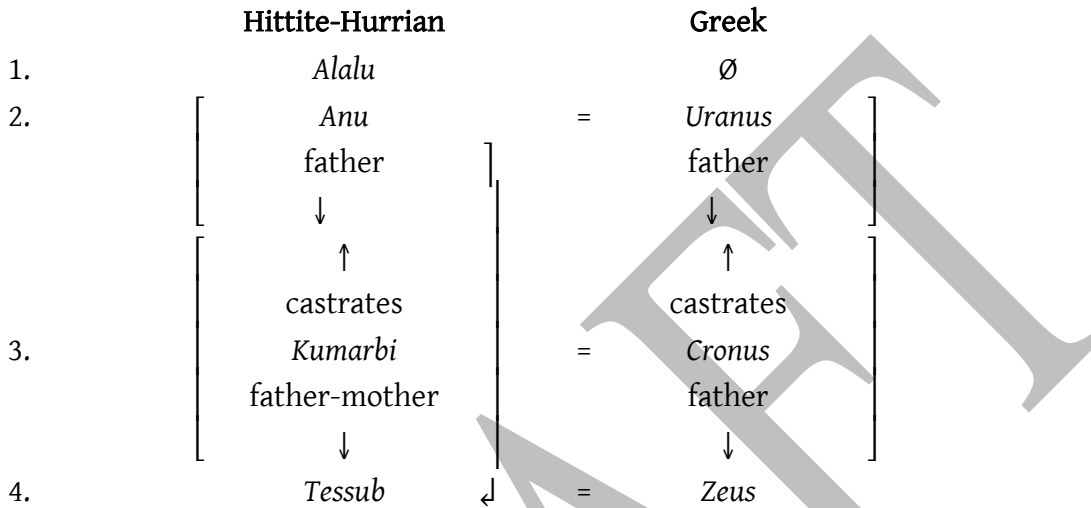 Hittite-Hurrian Greek
1. Alalu Ø
2. Anu = Uranus
father father
↓ ↓
↑ ↑
castrates castrates
3. Kumarbi = Cronus
father-mother father
↓ ↓
4. Tessub ↲ = Zeus